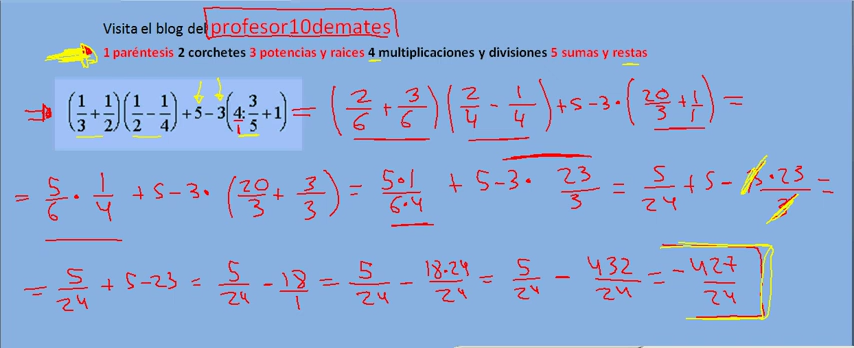 Visita el blog del profesor10demates
1 paréntesis 2 corchetes 3 potencias y raices 4 multiplicaciones y divisiones 5 sumas y restas
(1/3 + 1/2)(1/2 − 1/4) + 5 − 3(4:3/5 + 1) = (2/6 + 3/6)(2/4 − 1/4) + 5 − 3·(20/3 + 1/1) =
= 5/6 · 1/4 + 5 − 3·(20/3 + 3/3) = 5·1/6·4 + 5 − 3· 23/3 = 5/24 + 5 − 3·23/3 =
= 5/24 + 5 − 23 = 5/24 − 18/1 = 5/24 − 18·24/24 = 5/24 − 432/24 = −427/24